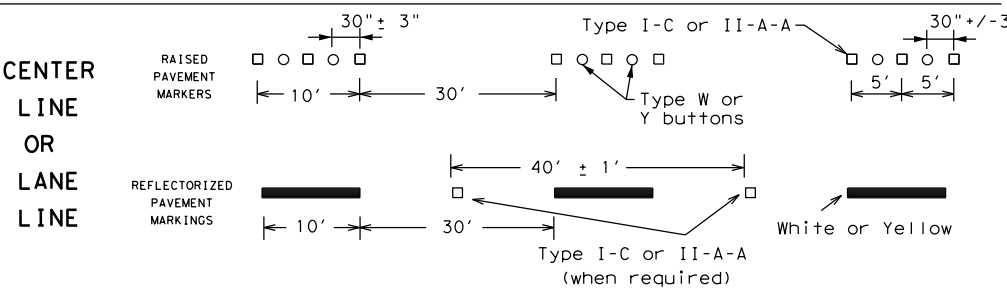 CENTER
LINE
OR
LANE
LINE
RAISED
PAVEMENT
MARKERS
30"± 3"
10'
30'
Type I-C or II-A-A
Type W or
Y buttons
30"+/-3
5'
5'
REFLECTORIZED
PAVEMENT
MARKINGS
10'
30'
40' ± 1'
Type I-C or II-A-A
(when required)
White or Yellow